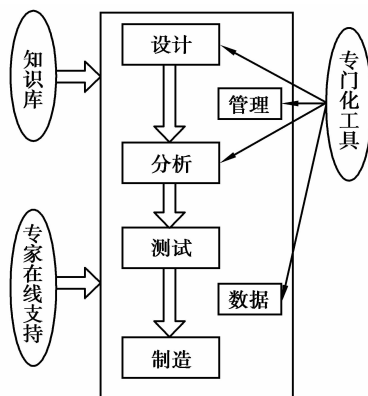 知识库
专家在线支持
设计
管理
分析
测试
数据
制造
专门化工具